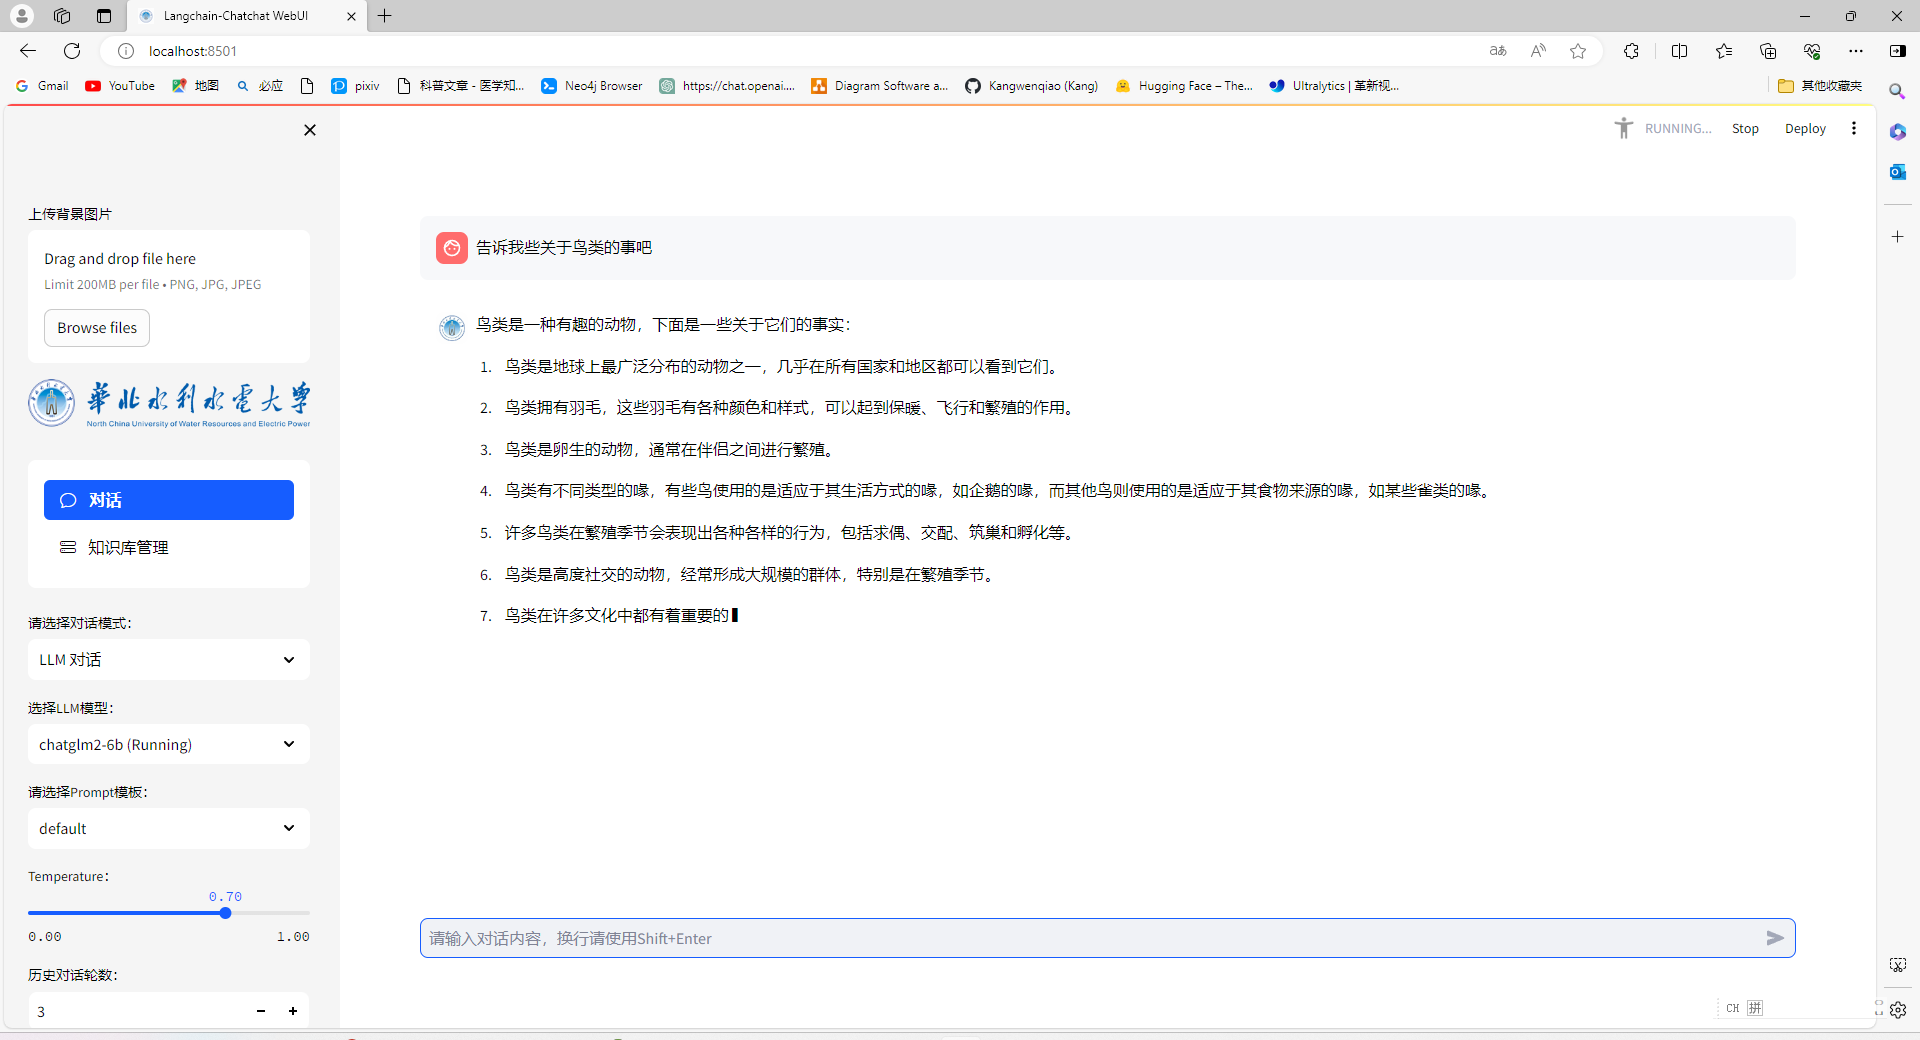 Langchain-Chatchat WebUI
localhost:8501
Gmail
YouTube
地图
必应
pixiv
科普文章 - 医学知...
Neo4j Browser
https://chat.openai....
Diagram Software a...
Kangwenqiao (Kang)
Hugging Face – The...
Ultralytics | 革新视...
其他收藏夹
RUNNING...
Stop
Deploy
上传背景图片
Drag and drop file here
Limit 200MB per file • PNG, JPG, JPEG
Browse files
華北水利水電大学
North China University of Water Resources and Electric Power
对话
知识库管理
请选择对话模式：
LLM 对话
选择LLM模型：
chatglm2-6b (Running)
请选择Prompt模板：
default
Temperature：
0.70
0.00
1.00
历史对话轮数：
3
告诉我些关于鸟类的事吧
鸟类是一种有趣的动物，下面是一些关于它们的事实：
1. 鸟类是地球上最广泛分布的动物之一，几乎在所有国家和地区都可以看到它们。
2. 鸟类拥有羽毛，这些羽毛有各种颜色和样式，可以起到保暖、飞行和繁殖的作用。
3. 鸟类是卵生的动物，通常在伴侣之间进行繁殖。
4. 鸟类有不同类型的喙，有些鸟使用的是适应于其生活方式的喙，如企鹅的喙，而其他鸟则使用的是适应于其食物来源的喙，如某些雀类的喙。
5. 许多鸟类在繁殖季节会表现出各种各样的行为，包括求偶、交配、筑巢和孵化等。
6. 鸟类是高度社交的动物，经常形成大规模的群体，特别是在繁殖季节。
7. 鸟类在许多文化中都有着重要的
请输入对话内容，换行请使用Shift+Enter
CH 拼